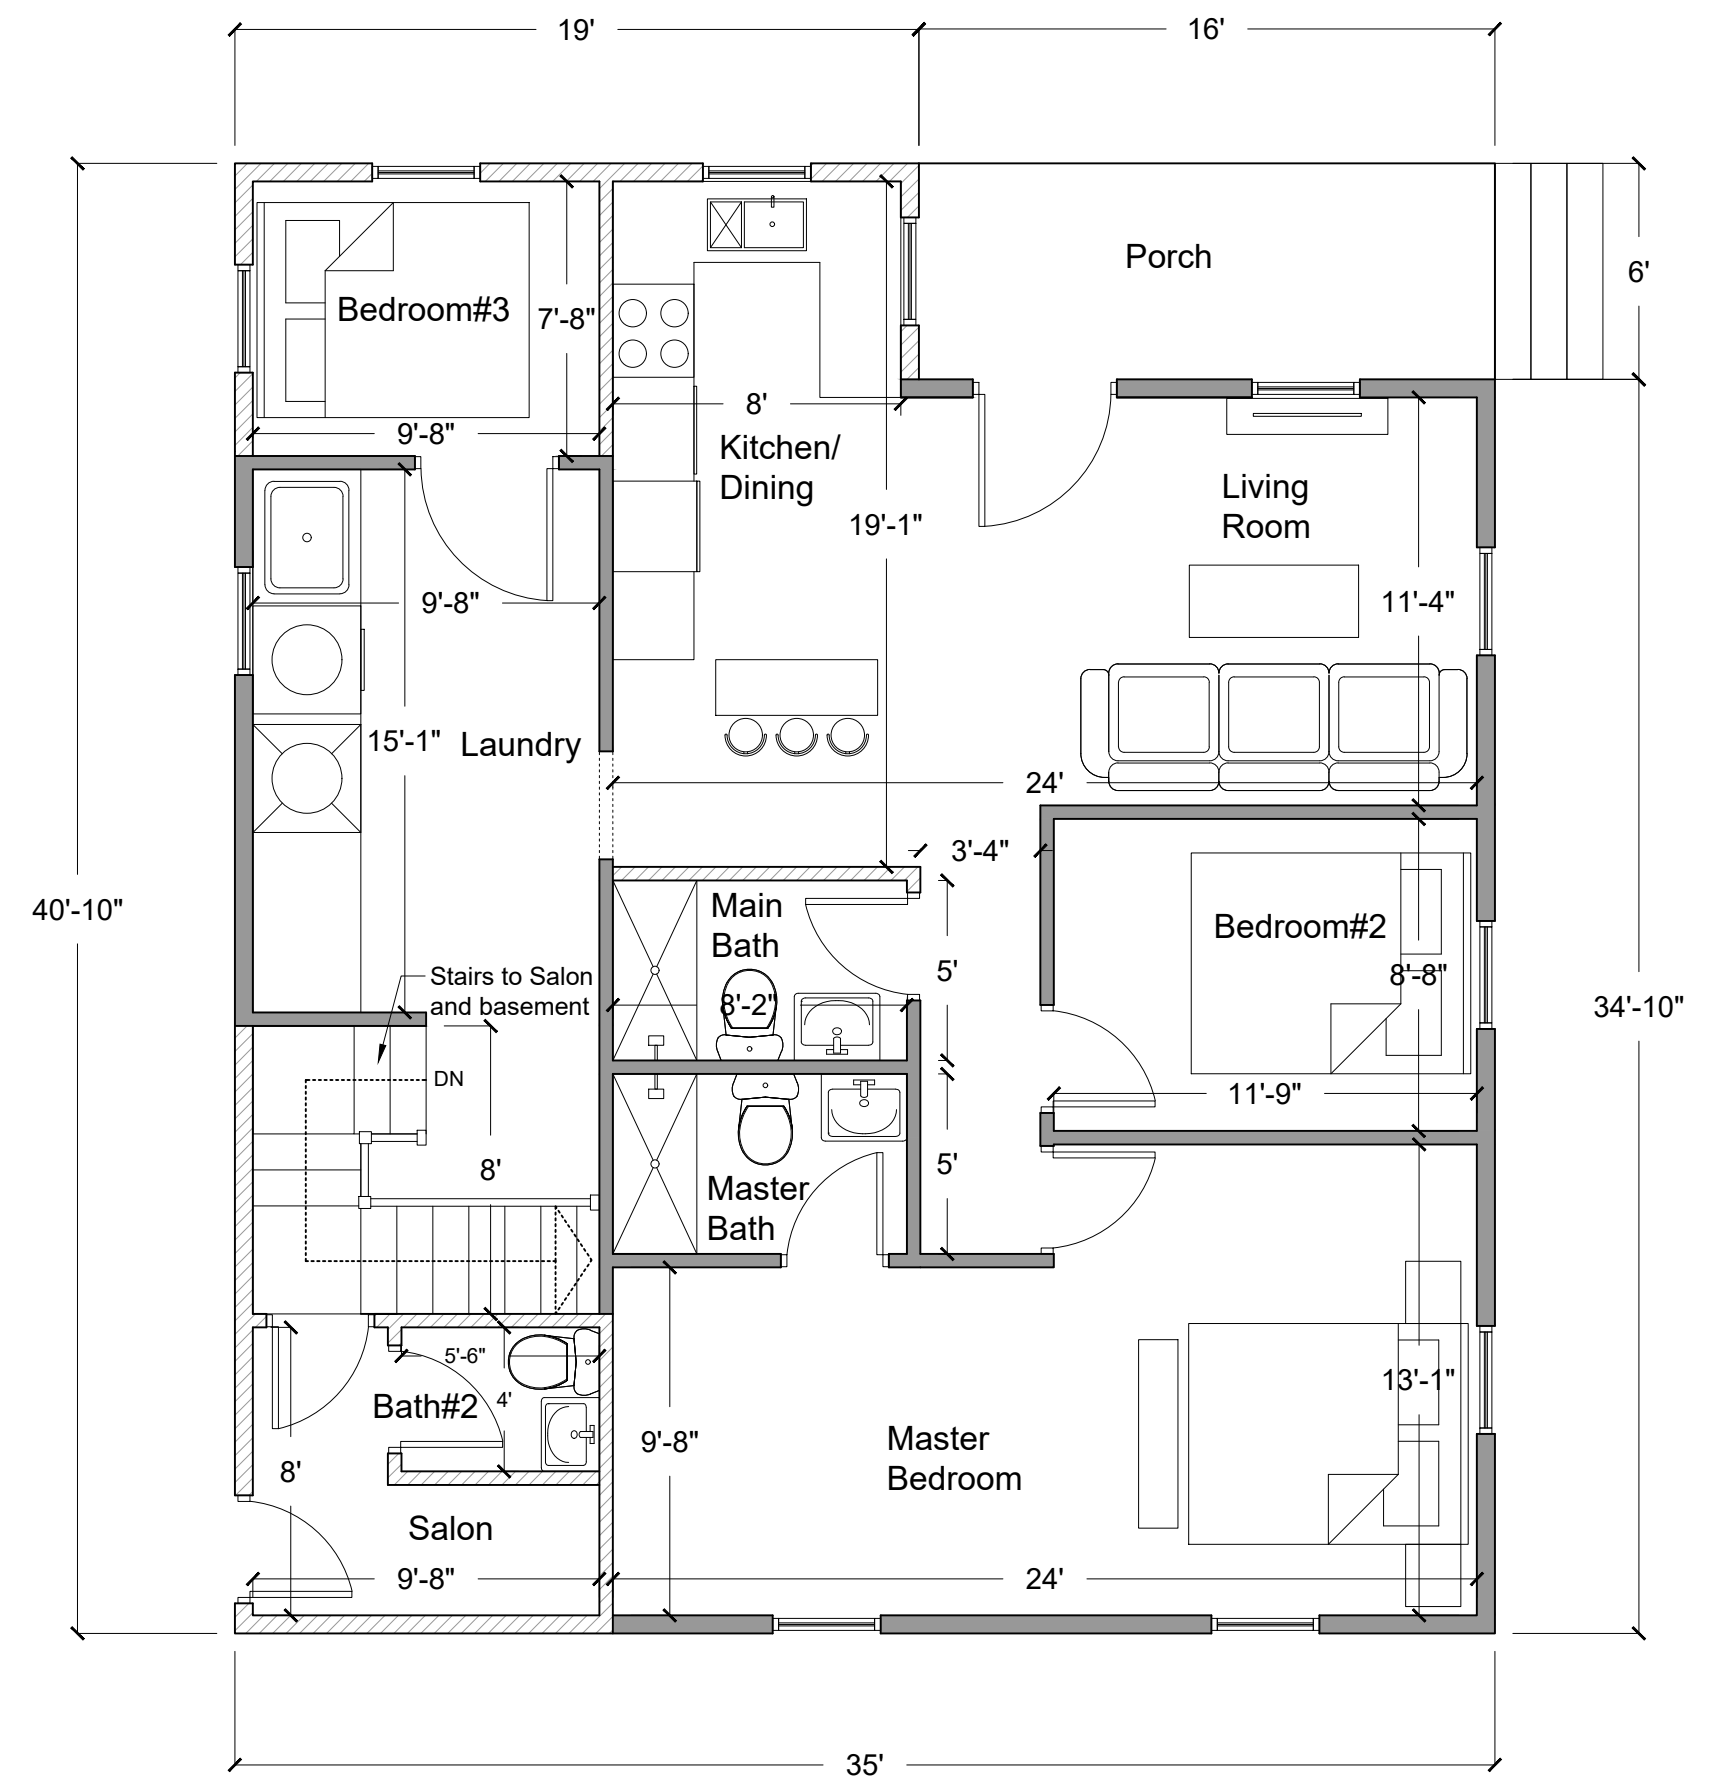 19'
16'
Porch
6'
Bedroom#3
7'-8"
8'
9'-8"
Kitchen/
Dining
Living
Room
19'-1"
9'-8"
11'-4"
15'-1"
Laundry
24'
3'-4"
40'-10"
Main
Bath
Bedroom#2
5'
8'-8"
Stairs to Salon
and basement
8'-2"
34'-10"
DN
11'-9"
8'
5'
Master
Bath
5'-6"
4'
Bath#2
13'-1"
9'-8"
Master
Bedroom
8'
Salon
9'-8"
24'
35'